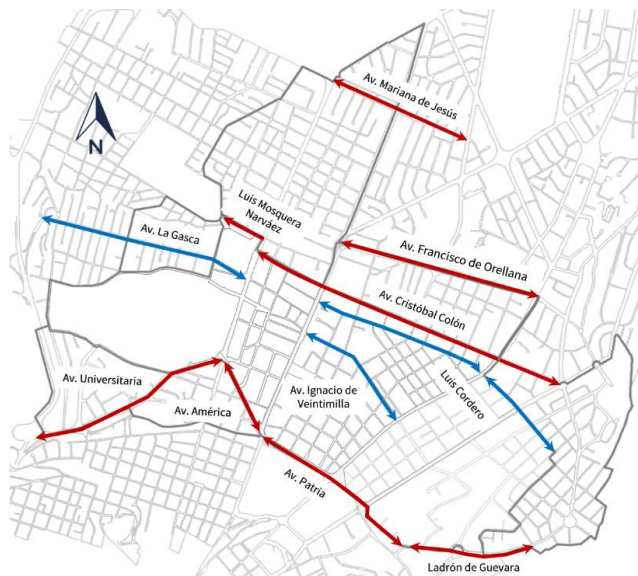 Av. Mariana de Jesús
N
Luis Mosquera
Narváez
Av. La Gasca
Av. Francisco de Orellana
Av. Cristóbal Colón
Av. Universitaria
Av. América
Av. Ignacio de
Veintimilla
Luis Cordero
Av. Patria
Ladrón de Guevara